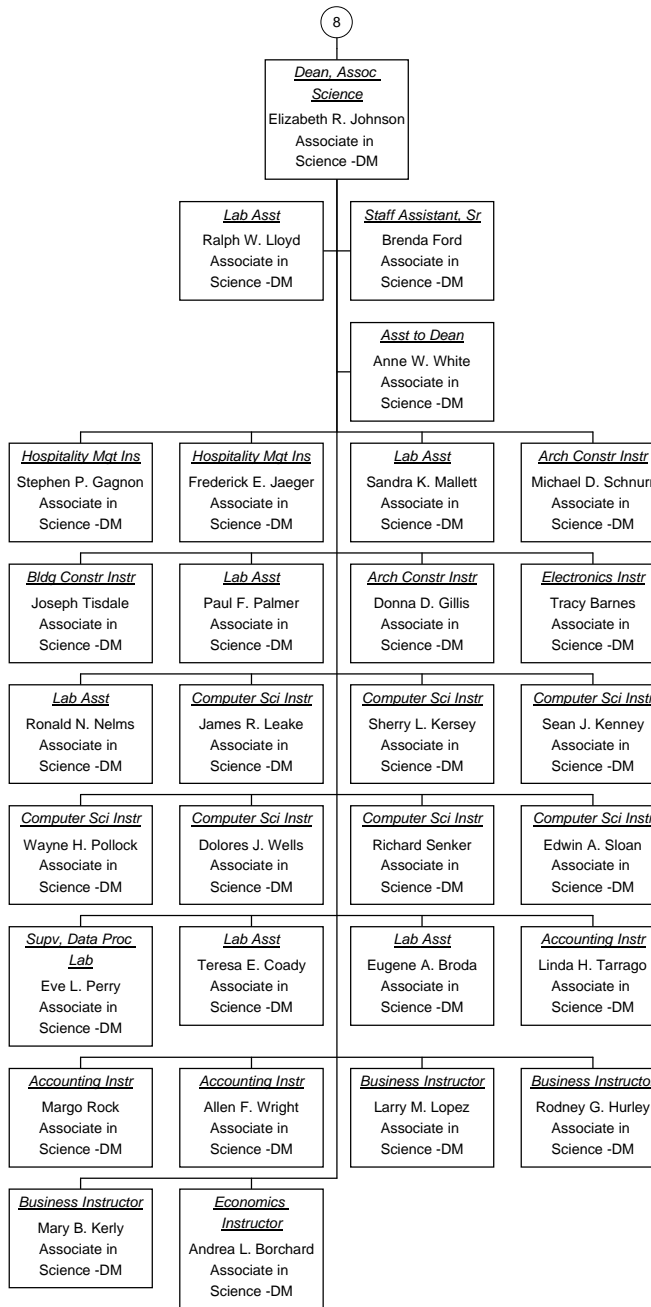 8
Dean, Assoc
Science
Elizabeth R. Johnson
Associate in
Science -DM
Lab Asst
Ralph W. Lloyd
Associate in
Science -DM
Staff Assistant, Sr
Brenda Ford
Associate in
Science -DM
Asst to Dean
Anne W. White
Associate in
Science -DM
Hospitality Mgt Ins
Stephen P. Gagnon
Associate in
Science -DM
Hospitality Mgt Ins
Frederick E. Jaeger
Associate in
Science -DM
Lab Asst
Sandra K. Mallett
Associate in
Science -DM
Arch Constr Instr
Michael D. Schnurr
Associate in
Science -DM
Bldg Constr Instr
Joseph Tisdale
Associate in
Science -DM
Lab Asst
Paul F. Palmer
Associate in
Science -DM
Arch Constr Instr
Donna D. Gillis
Associate in
Science -DM
Electronics Instr
Tracy Barnes
Associate in
Science -DM
Lab Asst
Ronald N. Nelms
Associate in
Science -DM
Computer Sci Instr
James R. Leake
Associate in
Science -DM
Computer Sci Instr
Sherry L. Kersey
Associate in
Science -DM
Computer Sci Instr
Sean J. Kenney
Associate in
Science -DM
Computer Sci Instr
Wayne H. Pollock
Associate in
Science -DM
Computer Sci Instr
Dolores J. Wells
Associate in
Science -DM
Computer Sci Instr
Richard Senker
Associate in
Science -DM
Computer Sci Instr
Edwin A. Sloan
Associate in
Science -DM
Supv, Data Proc
Lab
Eve L. Perry
Associate in
Science -DM
Lab Asst
Teresa E. Coady
Associate in
Science -DM
Lab Asst
Eugene A. Broda
Associate in
Science -DM
Accounting Instr
Linda H. Tarrago
Associate in
Science -DM
Accounting Instr
Margo Rock
Associate in
Science -DM
Accounting Instr
Allen F. Wright
Associate in
Science -DM
Business Instructor
Larry M. Lopez
Associate in
Science -DM
Business Instructor
Rodney G. Hurley
Associate in
Science -DM
Business Instructor
Mary B. Kerly
Associate in
Science -DM
Economics
Instructor
Andrea L. Borchard
Associate in
Science -DM